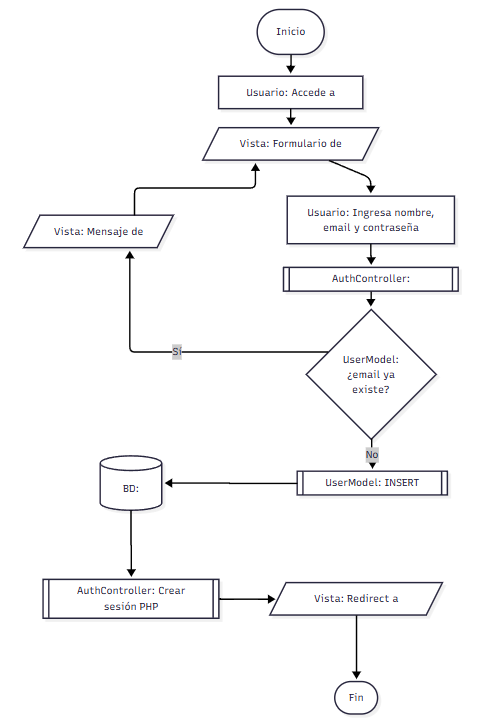 Inicio
Usuario: Accede a
Vista: Formulario de
Usuario: Ingresa nombre,
email y contraseña
Vista: Mensaje de
AuthController:
UserModel:
¿email ya
existe?
Sí
No
UserModel: INSERT
BD:
AuthController: Crear
sesión PHP
Vista: Redirect a
Fin